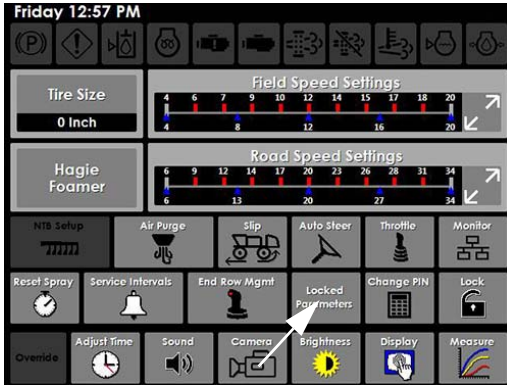 Friday 12:57 PM
(P)
Tire Size
0 Inch
Field Speed Settings
4 6 7 9 10 12 14 15 17 18 20
4 8 12 16 20
Hagie
Foamer
Road Speed Settings
6 9 12 14 17 20 23 26 28 31 34
6 13 20 27 34
NTB Setup
Air Purge
Slip
Auto Steer
Throttle
Monitor
Reset Spray
Service Intervals
End Row Mgmt
Locked
Parameters
Change PIN
Lock
Override
Adjust Time
Sound
Camera
Brightness
Display
Measure